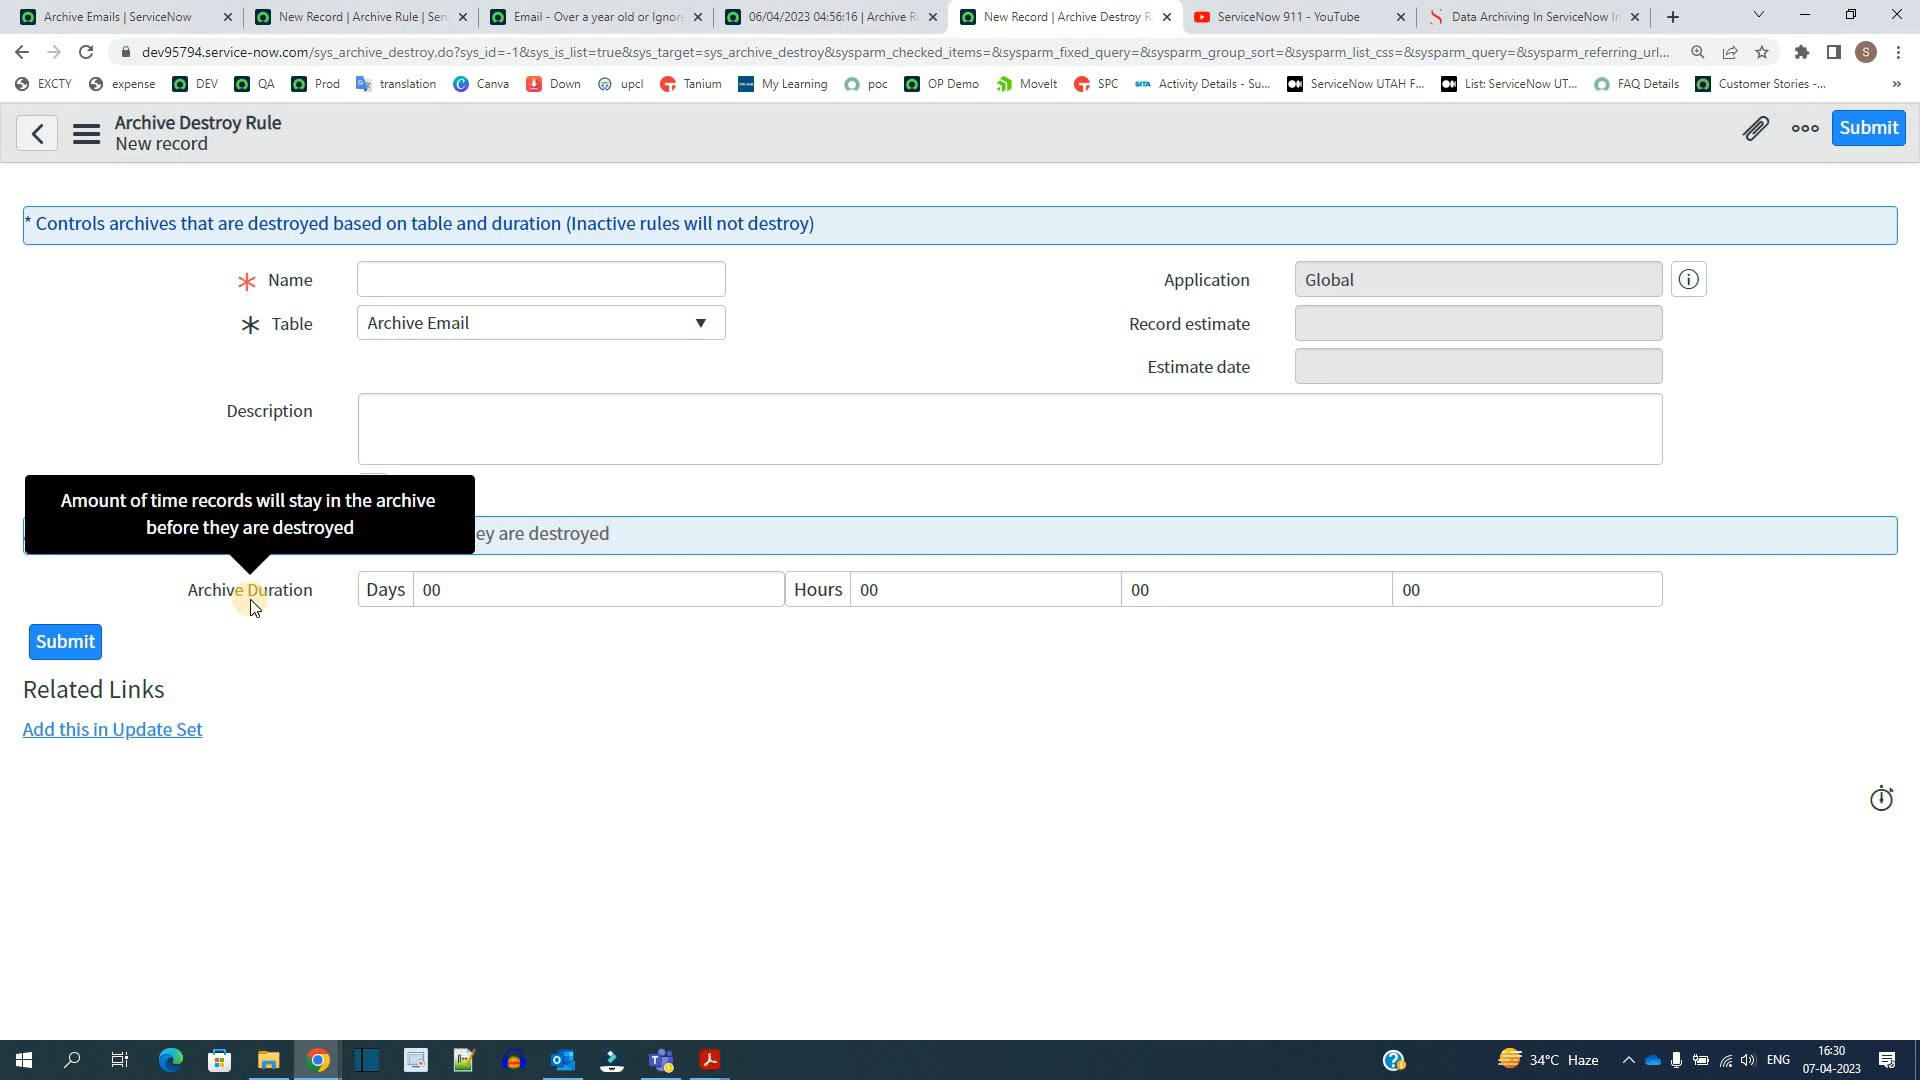 Archive Emails | ServiceNow
New Record | Archive Rule | Serv
Email - Over a year old or Ignore
06/04/2023 04:56:16 | Archive R
New Record | Archive Destroy R
ServiceNow 911 - YouTube
Data Archiving In ServiceNow In
dev95794.service-now.com/sys_archive_destroy.do?sys_id=-1&sys_is_list=true&sys_target=sys_archive_destroy&sysparm_checked_items=&sysparm_fixed_query=&sysparm_group_sort=&sysparm_list_css=&sysparm_query=&sysparm_referring_url...
S
EXCTY
expense
DEV
QA
Prod
translation
Canva
Down
upcl
Tanium
My Learning
poc
OP Demo
MoveIt
SPC
SITA
Activity Details - Su...
ServiceNow UTAH F...
List: ServiceNow UT...
FAQ Details
Customer Stories -...
»
Archive Destroy Rule
New record
Submit
* Controls archives that are destroyed based on table and duration (Inactive rules will not destroy)
Name
Application
Global
Table
Archive Email
Record estimate
Estimate date
Description
Amount of time records will stay in the archive
before they are destroyed
ey are destroyed
Archive Duration
Days 00
Hours 00
00
00
Submit
Related Links
Add this in Update Set
34°C Haze
ENG
16:30
07-04-2023